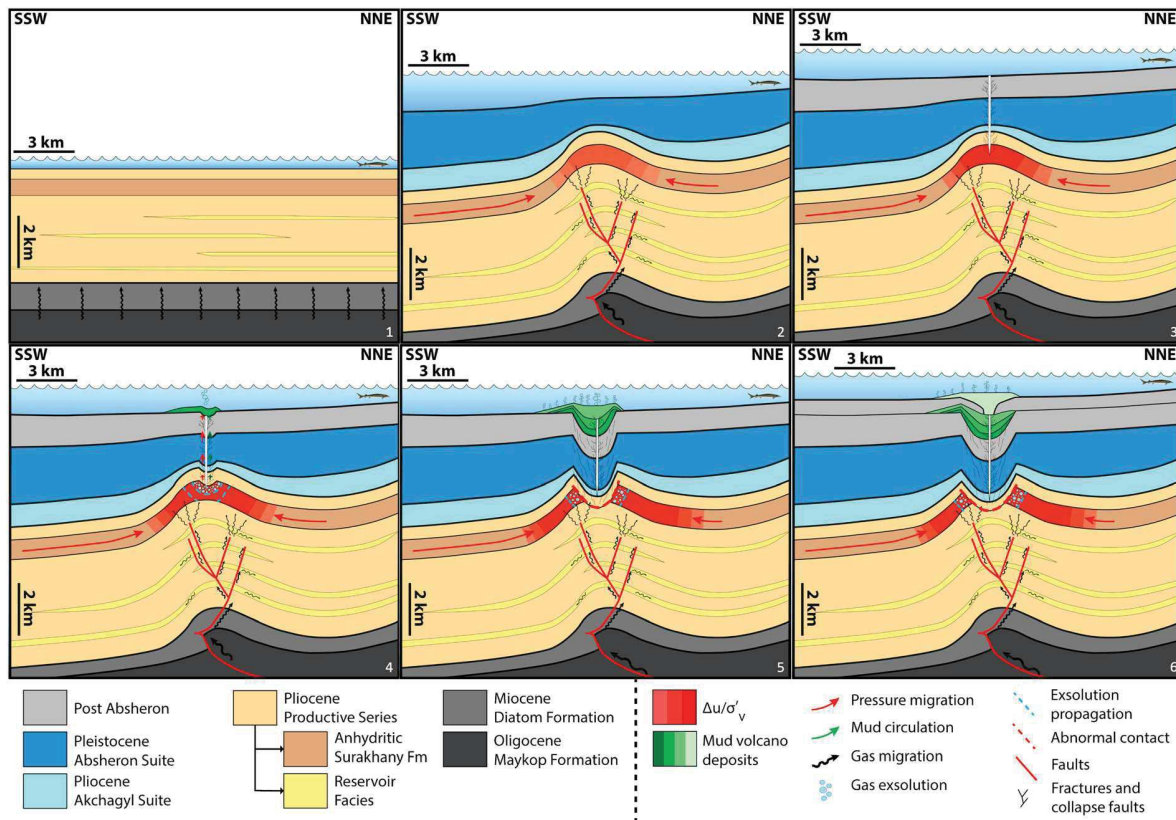 SSW NNE
3 km
2 km
1
SSW NNE
3 km
2 km
2
SSW NNE
3 km
2 km
3
SSW NNE
3 km
2 km
4
SSW NNE
3 km
2 km
5
SSW NNE
3 km
2 km
6
Post Absheron
Pleistocene
Absheron Suite
Pliocene
Akchagyl Suite
Pliocene
Productive Series
Anhydritic
Surakhany Fm
Reservoir
Facies
Miocene
Diatom Formation
Oligocene
Maykop Formation
Δu/σ'v
Mud volcano
deposits
Pressure migration
Mud circulation
Gas migration
Gas exsolution
Exsolution
propagation
Abnormal contact
Faults
Fractures and
collapse faults